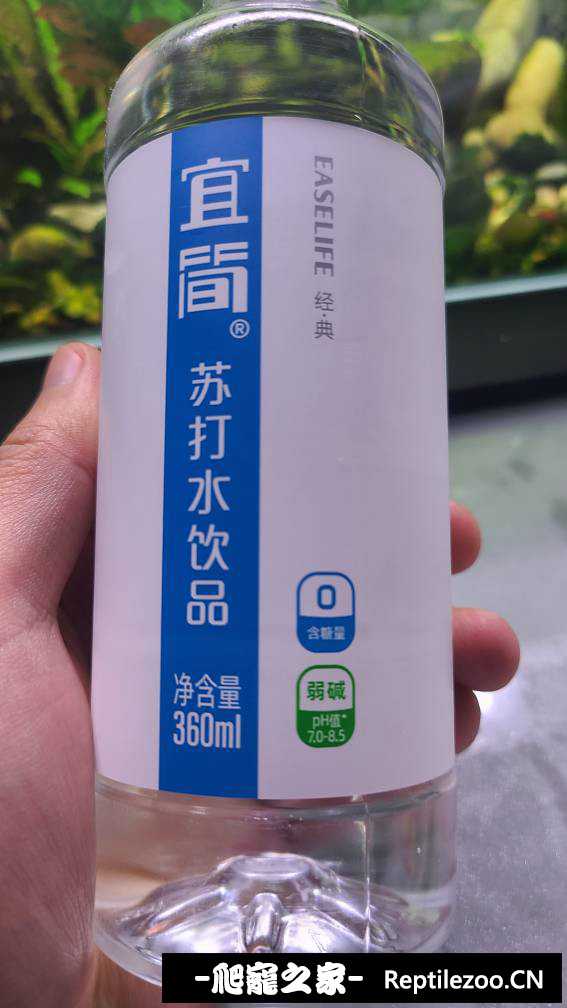 宜简®
苏打水饮品
净含量
360ml
EASELIFE 经·典
0
含糖量
弱碱
pH值*
7.0-8.5
-爬寵之家- Reptilezoo.CN